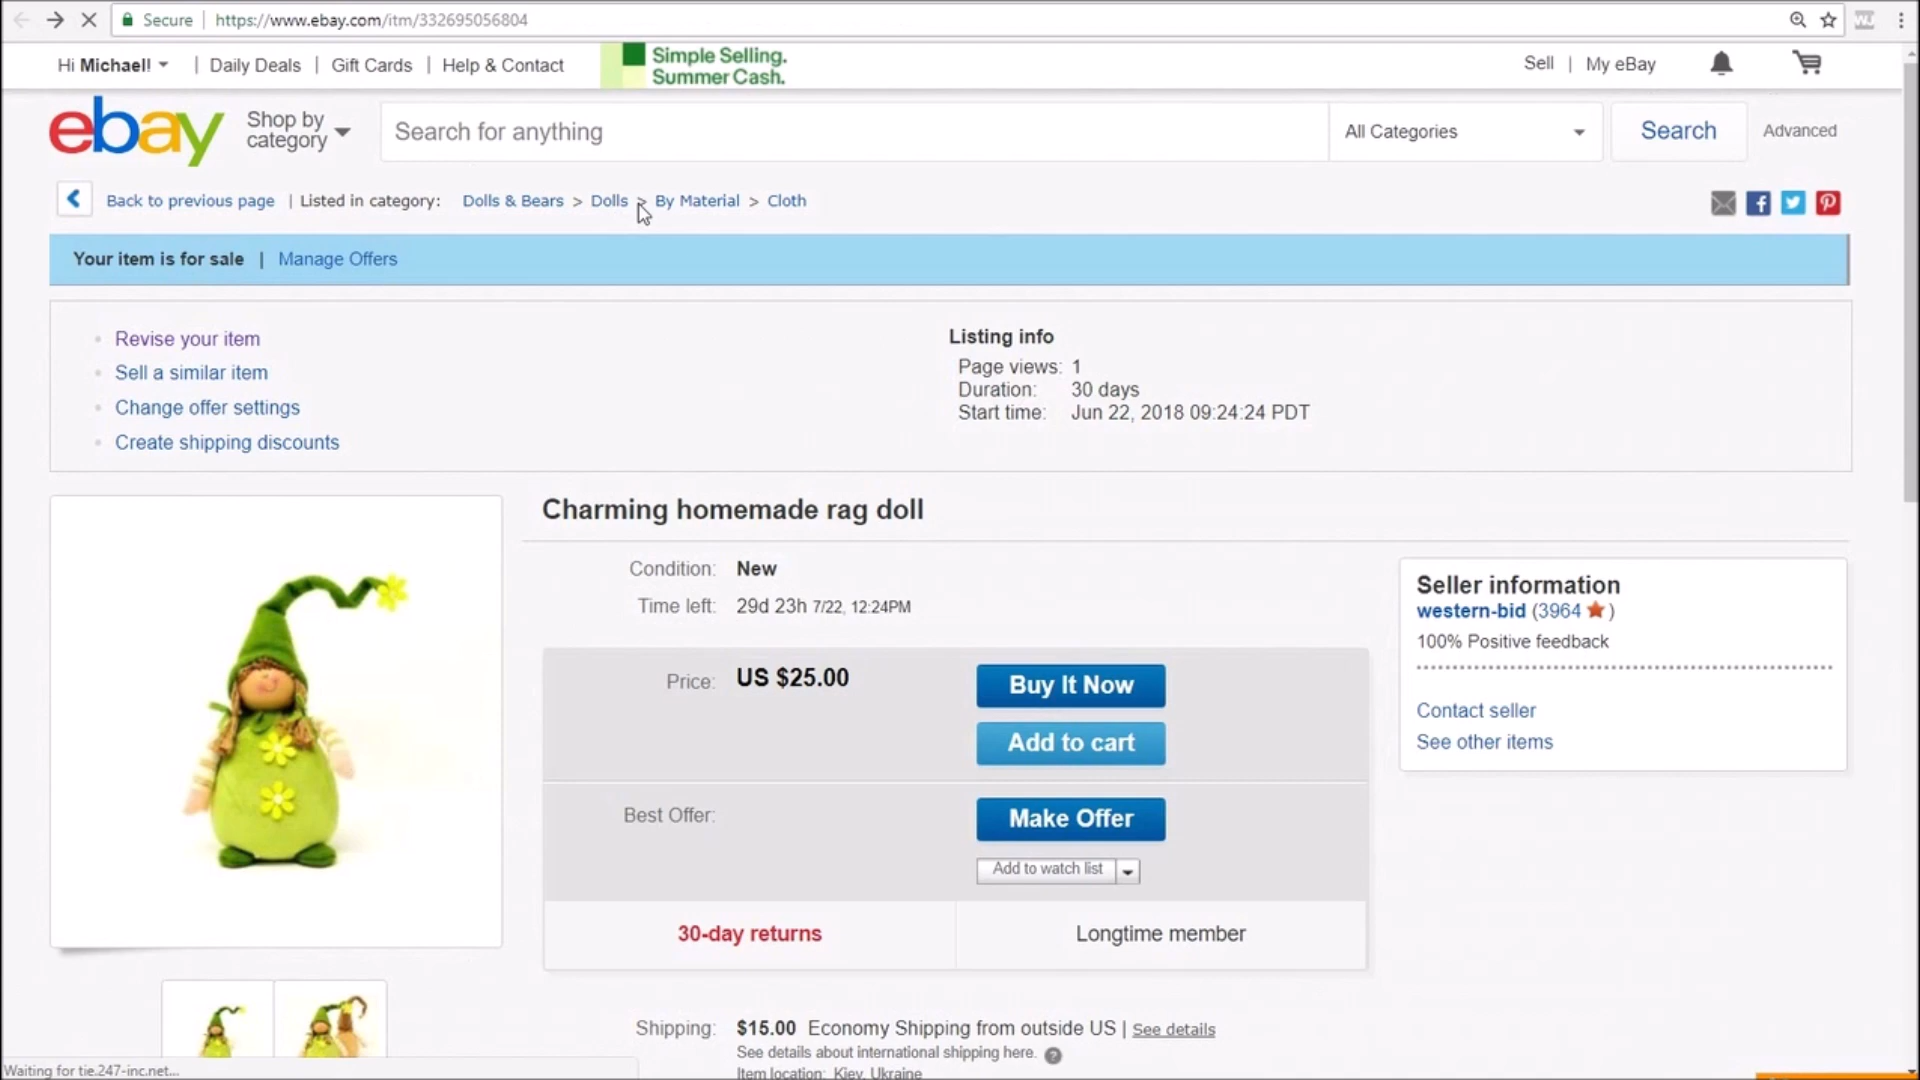 Secure https://www.ebay.com/itm/332695056804
Hi Michael! | Daily Deals | Gift Cards | Help & Contact
Simple Selling.
Summer Cash.
Sell | My eBay
ebay
Shop by
category
Search for anything
All Categories
Search
Advanced
Back to previous page | Listed in category: Dolls & Bears > Dolls > By Material > Cloth
Your item is for sale | Manage Offers
Revise your item
Sell a similar item
Change offer settings
Create shipping discounts
Listing info
Page views: 1
Duration: 30 days
Start time: Jun 22, 2018 09:24:24 PDT
Charming homemade rag doll
Condition: New
Time left: 29d 23h 7/22, 12:24PM
Price: US $25.00
Buy It Now
Add to cart
Best Offer:
Make Offer
Add to watch list
30-day returns
Longtime member
Seller information
western-bid (3964)
100% Positive feedback
Contact seller
See other items
Shipping: $15.00 Economy Shipping from outside US | See details
See details about international shipping here.
Item location: Kiev, Ukraine
Waiting for tie.247-inc.net...